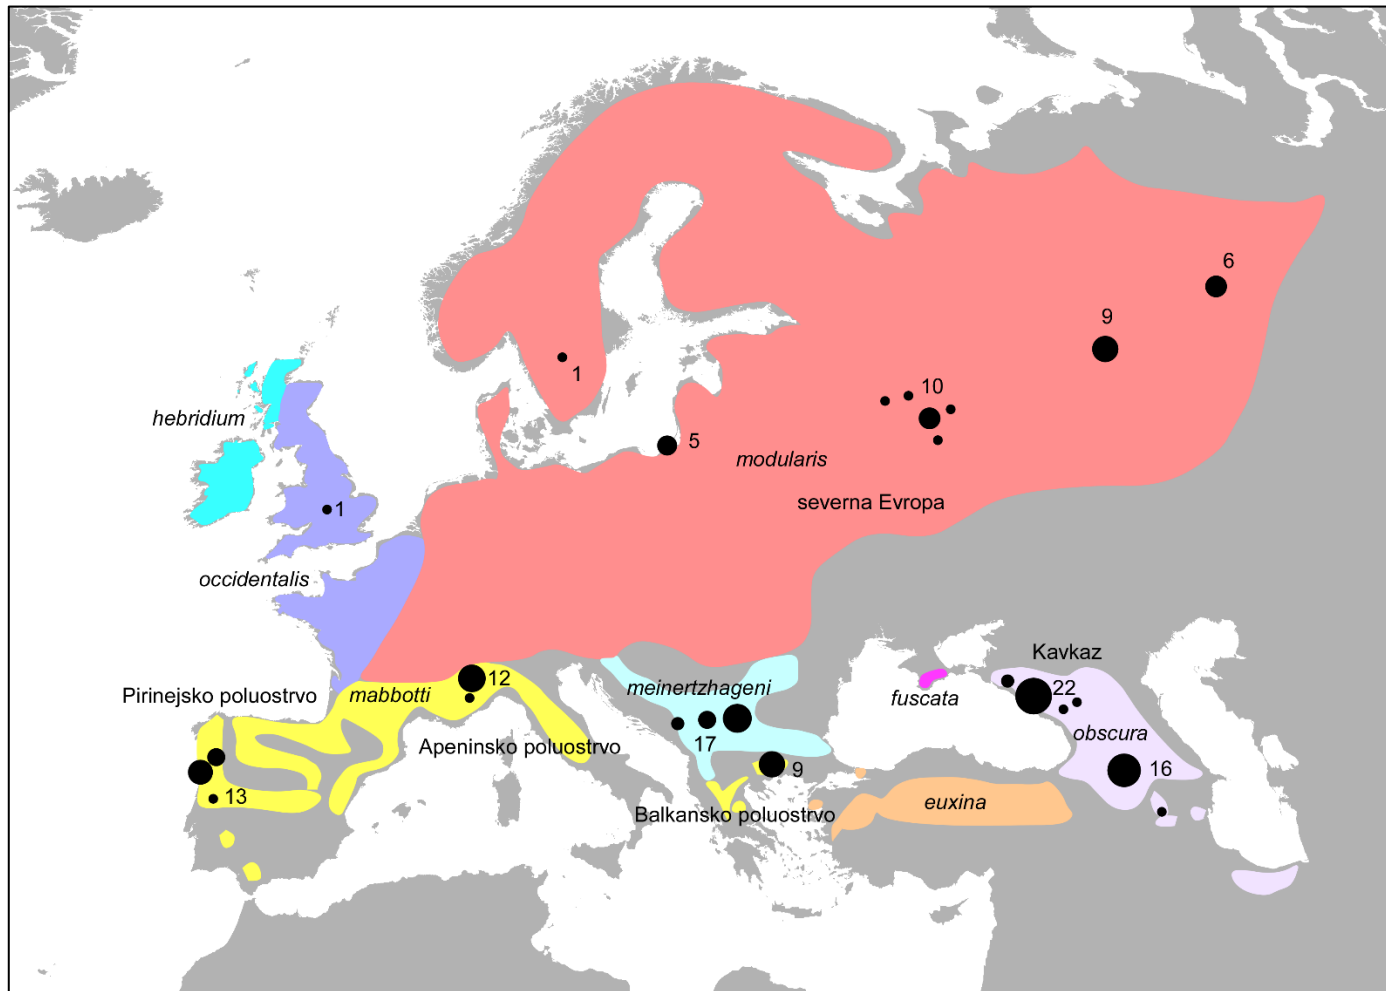 6
9
1
10
hebridium
5
modularis
severna Evropa
1
occidentalis
Kavkaz
12
mabbotti
meinertzhageni
22
fuscata
Pirinejsko poluostrvo
obscura
Apeninsko poluostrvo
17
9
16
13
euxina
Balkansko poluostrvo